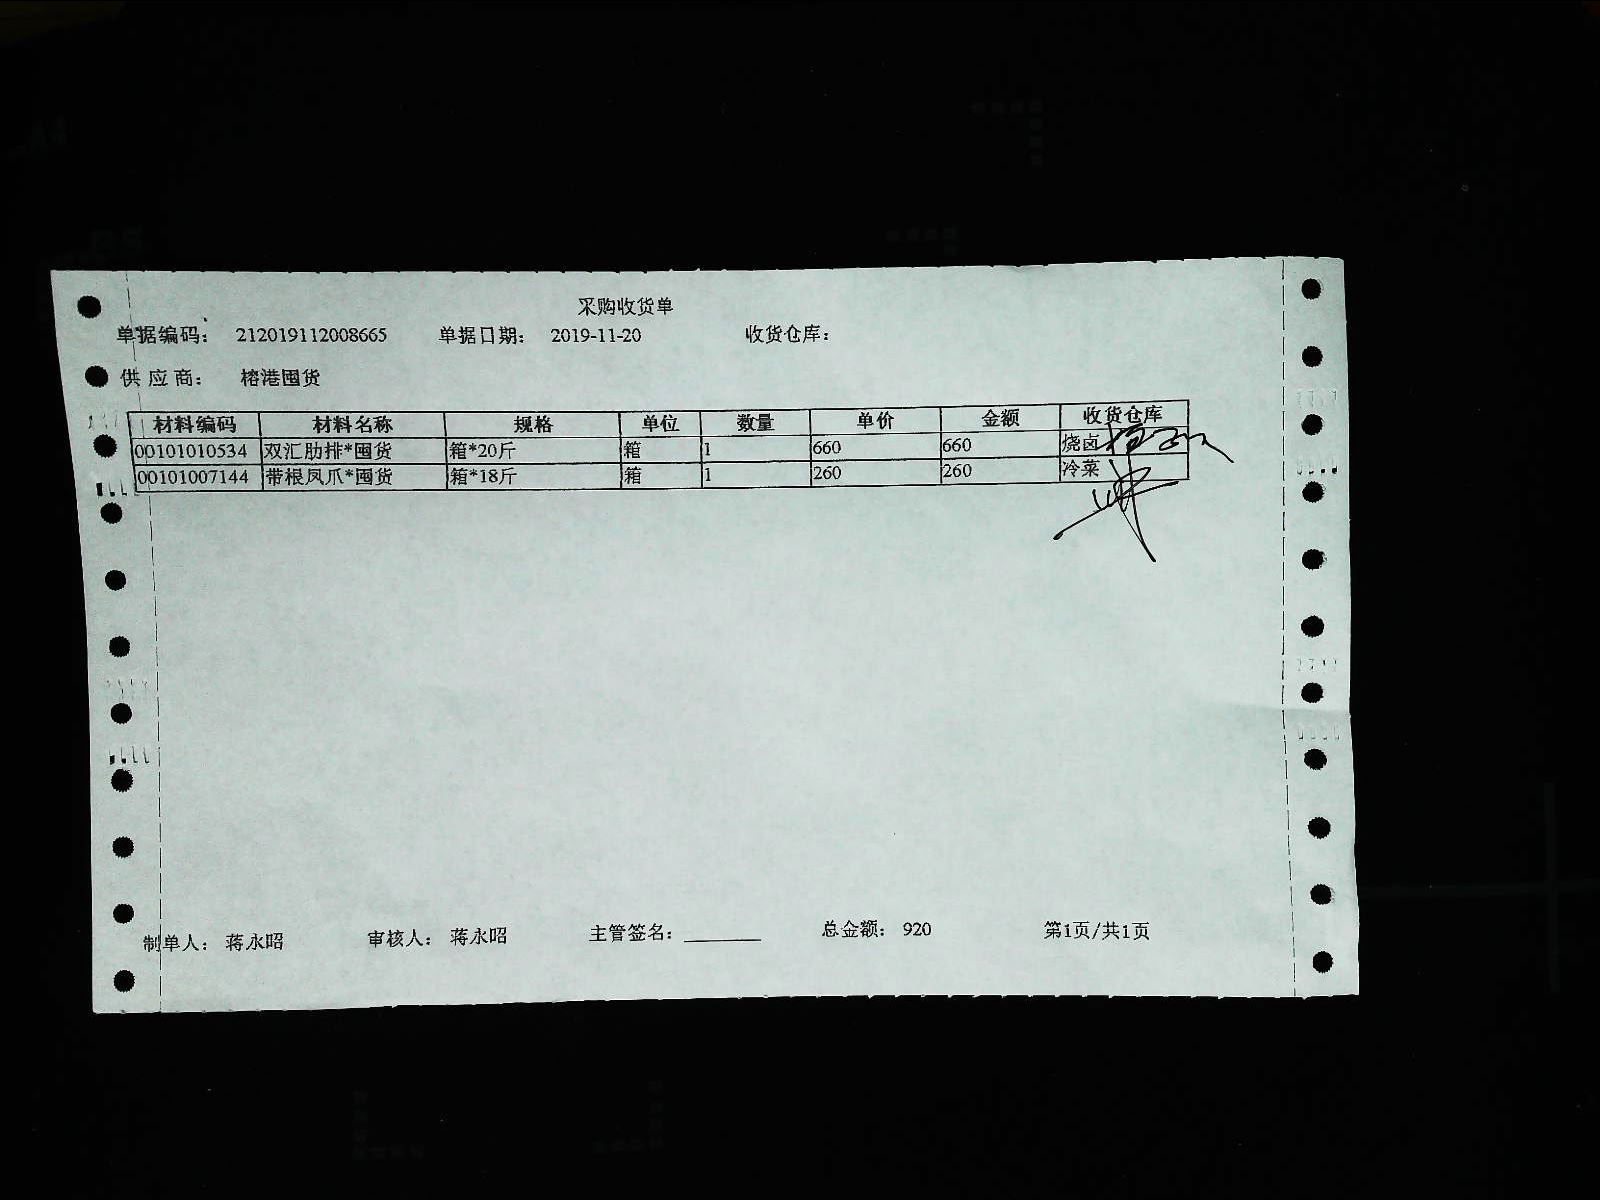 采购收货单
单据编码： 212019112008665 单据日期： 2019-11-20 收货仓库：
供应商： 榕港囤货
材料编码 材料名称 规格 单位 数量 单价 金额 收货仓库
00101010534 双汇肋排*囤货 箱*20斤 箱 1 660 660 烧卤
00101007144 带根凤爪*囤货 箱*18斤 箱 1 260 260 冷菜
制单人： 蒋永昭 审核人： 蒋永昭 主管签名：________ 总金额： 920 第1页/共1页